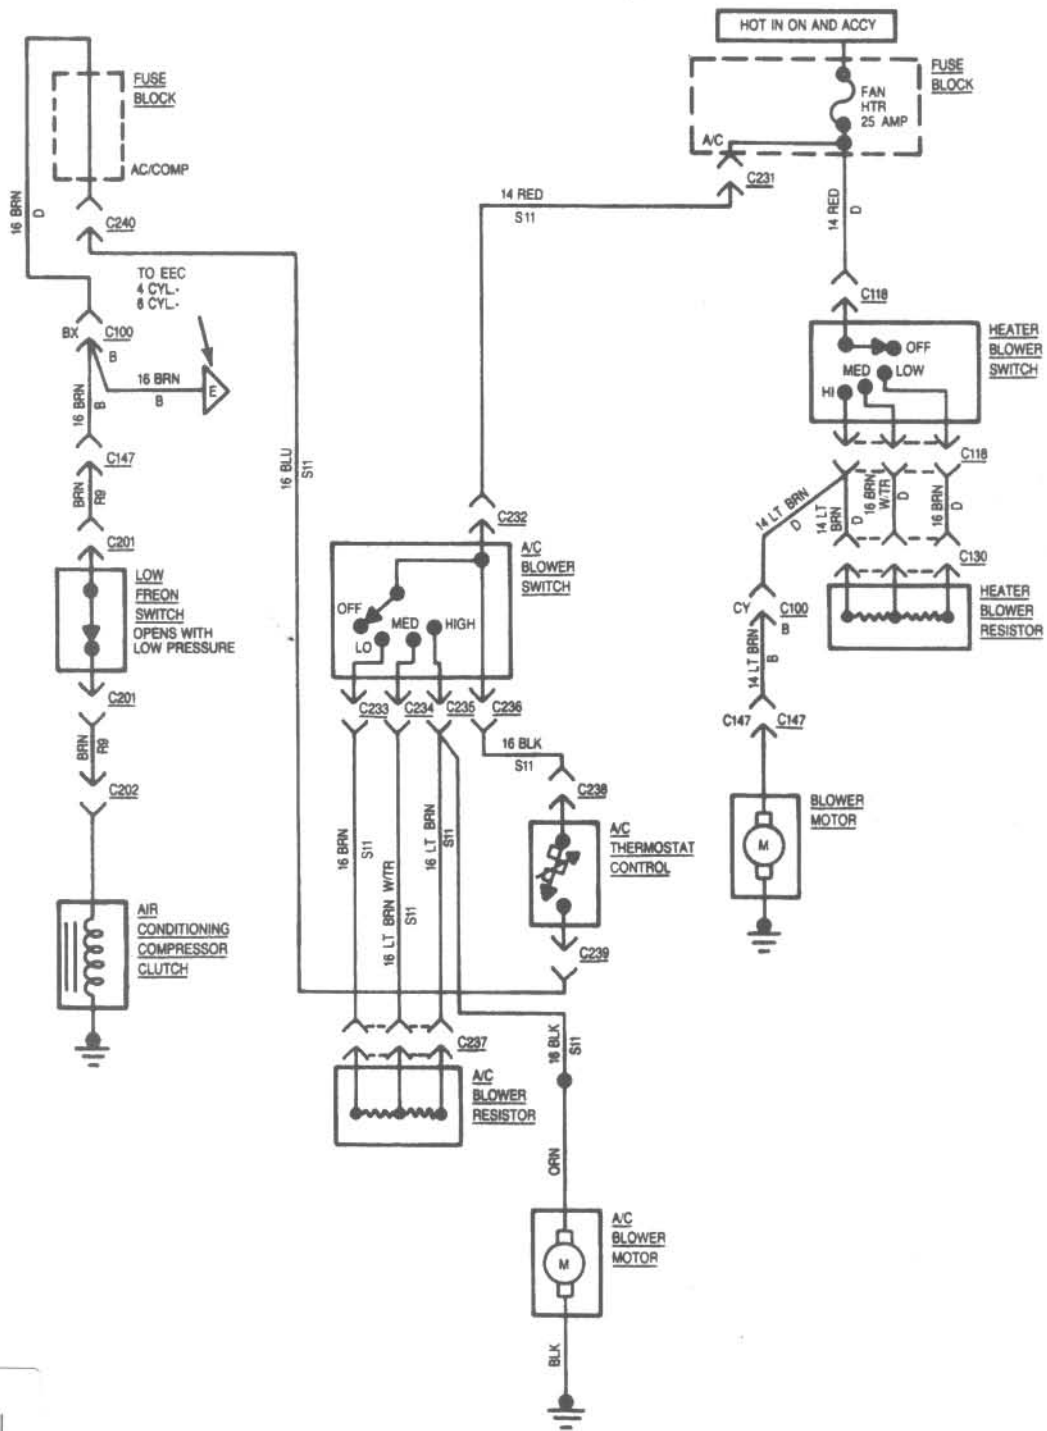 HOT IN ON AND ACCY
FUSE
BLOCK
AC/COMP
16 BRN
D
C240
FUSE
BLOCK
FAN
HTR
25 AMP
A/C
C231
14 RED
S11
14 RED
D
TO EEC
4 CYL.-
6 CYL.-
BX
C100
B
16 BRN
B
E
16 BRN
B
C147
BRN
R9
C201
LOW
FREON
SWITCH
OPENS WITH
LOW PRESSURE
C201
BRN
R9
C202
AIR
CONDITIONING
COMPRESSOR
CLUTCH
16 BLU
S11
C118
HEATER
BLOWER
SWITCH
OFF
MED
LOW
HI
C118
14 LT BRN
D
14 LT
BRN
D
16 BRN
W/TR
D
16 BRN
D
C130
HEATER
BLOWER
RESISTOR
CY
C100
B
14 LT BRN
B
C147
C147
BLOWER
MOTOR
M
C232
A/C
BLOWER
SWITCH
OFF
LO
MED
HIGH
C233
C234
C235
C236
16 BLK
S11
C238
A/C
THERMOSTAT
CONTROL
C239
16 BRN
S11
16 LT BRN W/TR
S11
16 LT BRN
S11
C237
A/C
BLOWER
RESISTOR
16 BLK
S11
ORN
A/C
BLOWER
MOTOR
M
BLK